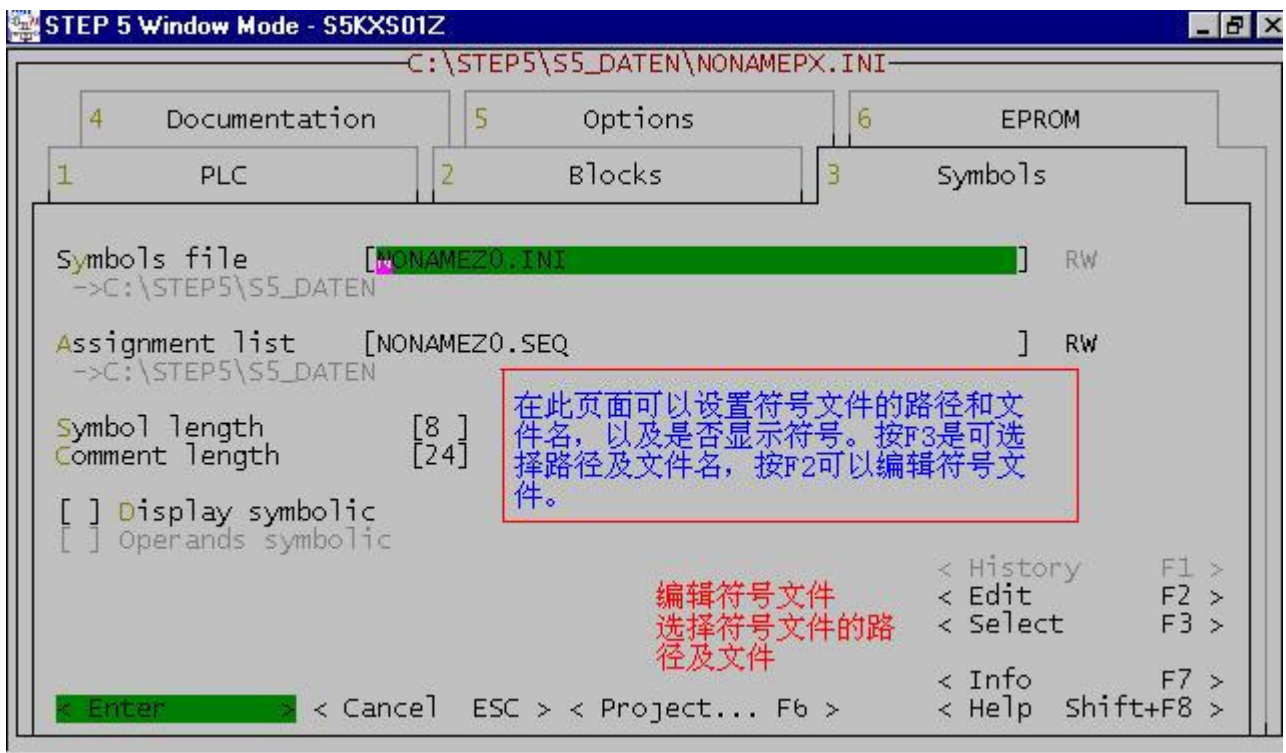 STEP 5 Window Mode - S5KXS01Z
C:\STEP5\S5_DATEN\NONAMEPX.INI
4 Documentation 5 Options 6 EPROM
1 PLC 2 Blocks 3 Symbols
Symbols file [NONAMEZ0.INI ] RW
->C:\STEP5\S5_DATEN
Assignment list [NONAMEZ0.SEQ ] RW
->C:\STEP5\S5_DATEN
在此页面可以设置符号文件的路径和文
件名，以及是否显示符号。按F3是可选
择路径及文件名，按F2可以编辑符号文
件。
Symbol length [8 ]
Comment length [24]
[ ] Display symbolic
[ ] Operands symbolic
编辑符号文件
选择符号文件的路
径及文件
< History F1 >
< Edit F2 >
< Select F3 >
< Info F7 >
< Enter > < Cancel ESC > < Project... F6 > < Help Shift+F8 >